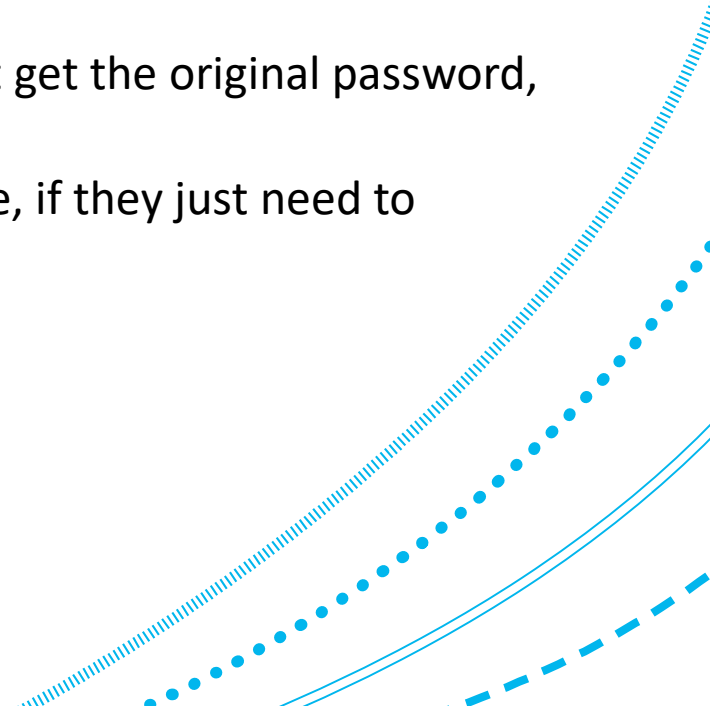 get the original password,
, if they just need to